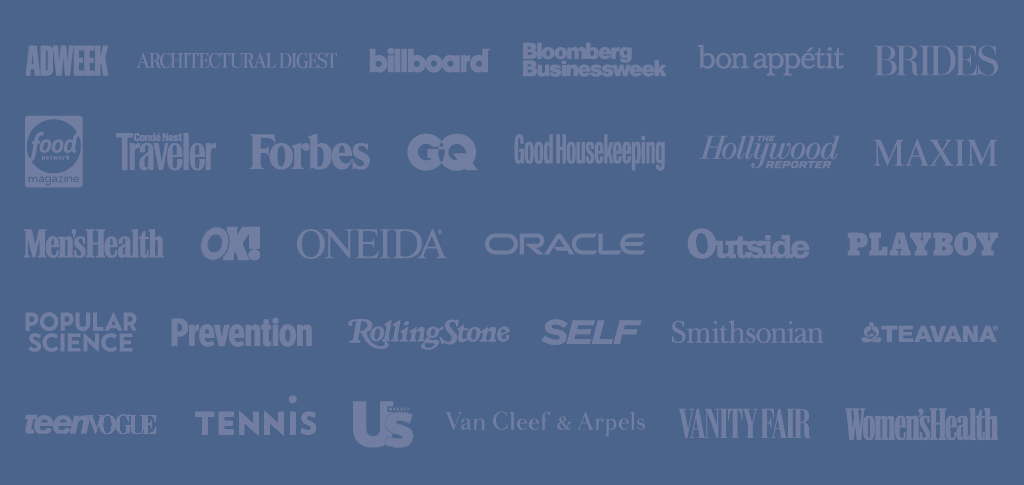 ADWEEK
ARCHITECTURAL DIGEST
billboard
Bloomberg
Businessweek
bon appétit
BRIDES
food
network
magazine
Condé Nast
Traveler
Forbes
GQ
Good Housekeeping
THE
Hollywood
REPORTER
MAXIM
Men'sHealth
OK!
ONEIDA®
ORACLE
Outside
PLAYBOY
POPULAR
SCIENCE
Prevention
RollingStone
SELF
Smithsonian
TEAVANA®
teenVOGUE
TENNiS
Us
WEEKLY
Van Cleef & Arpels
VANITY FAIR
Women'sHealth